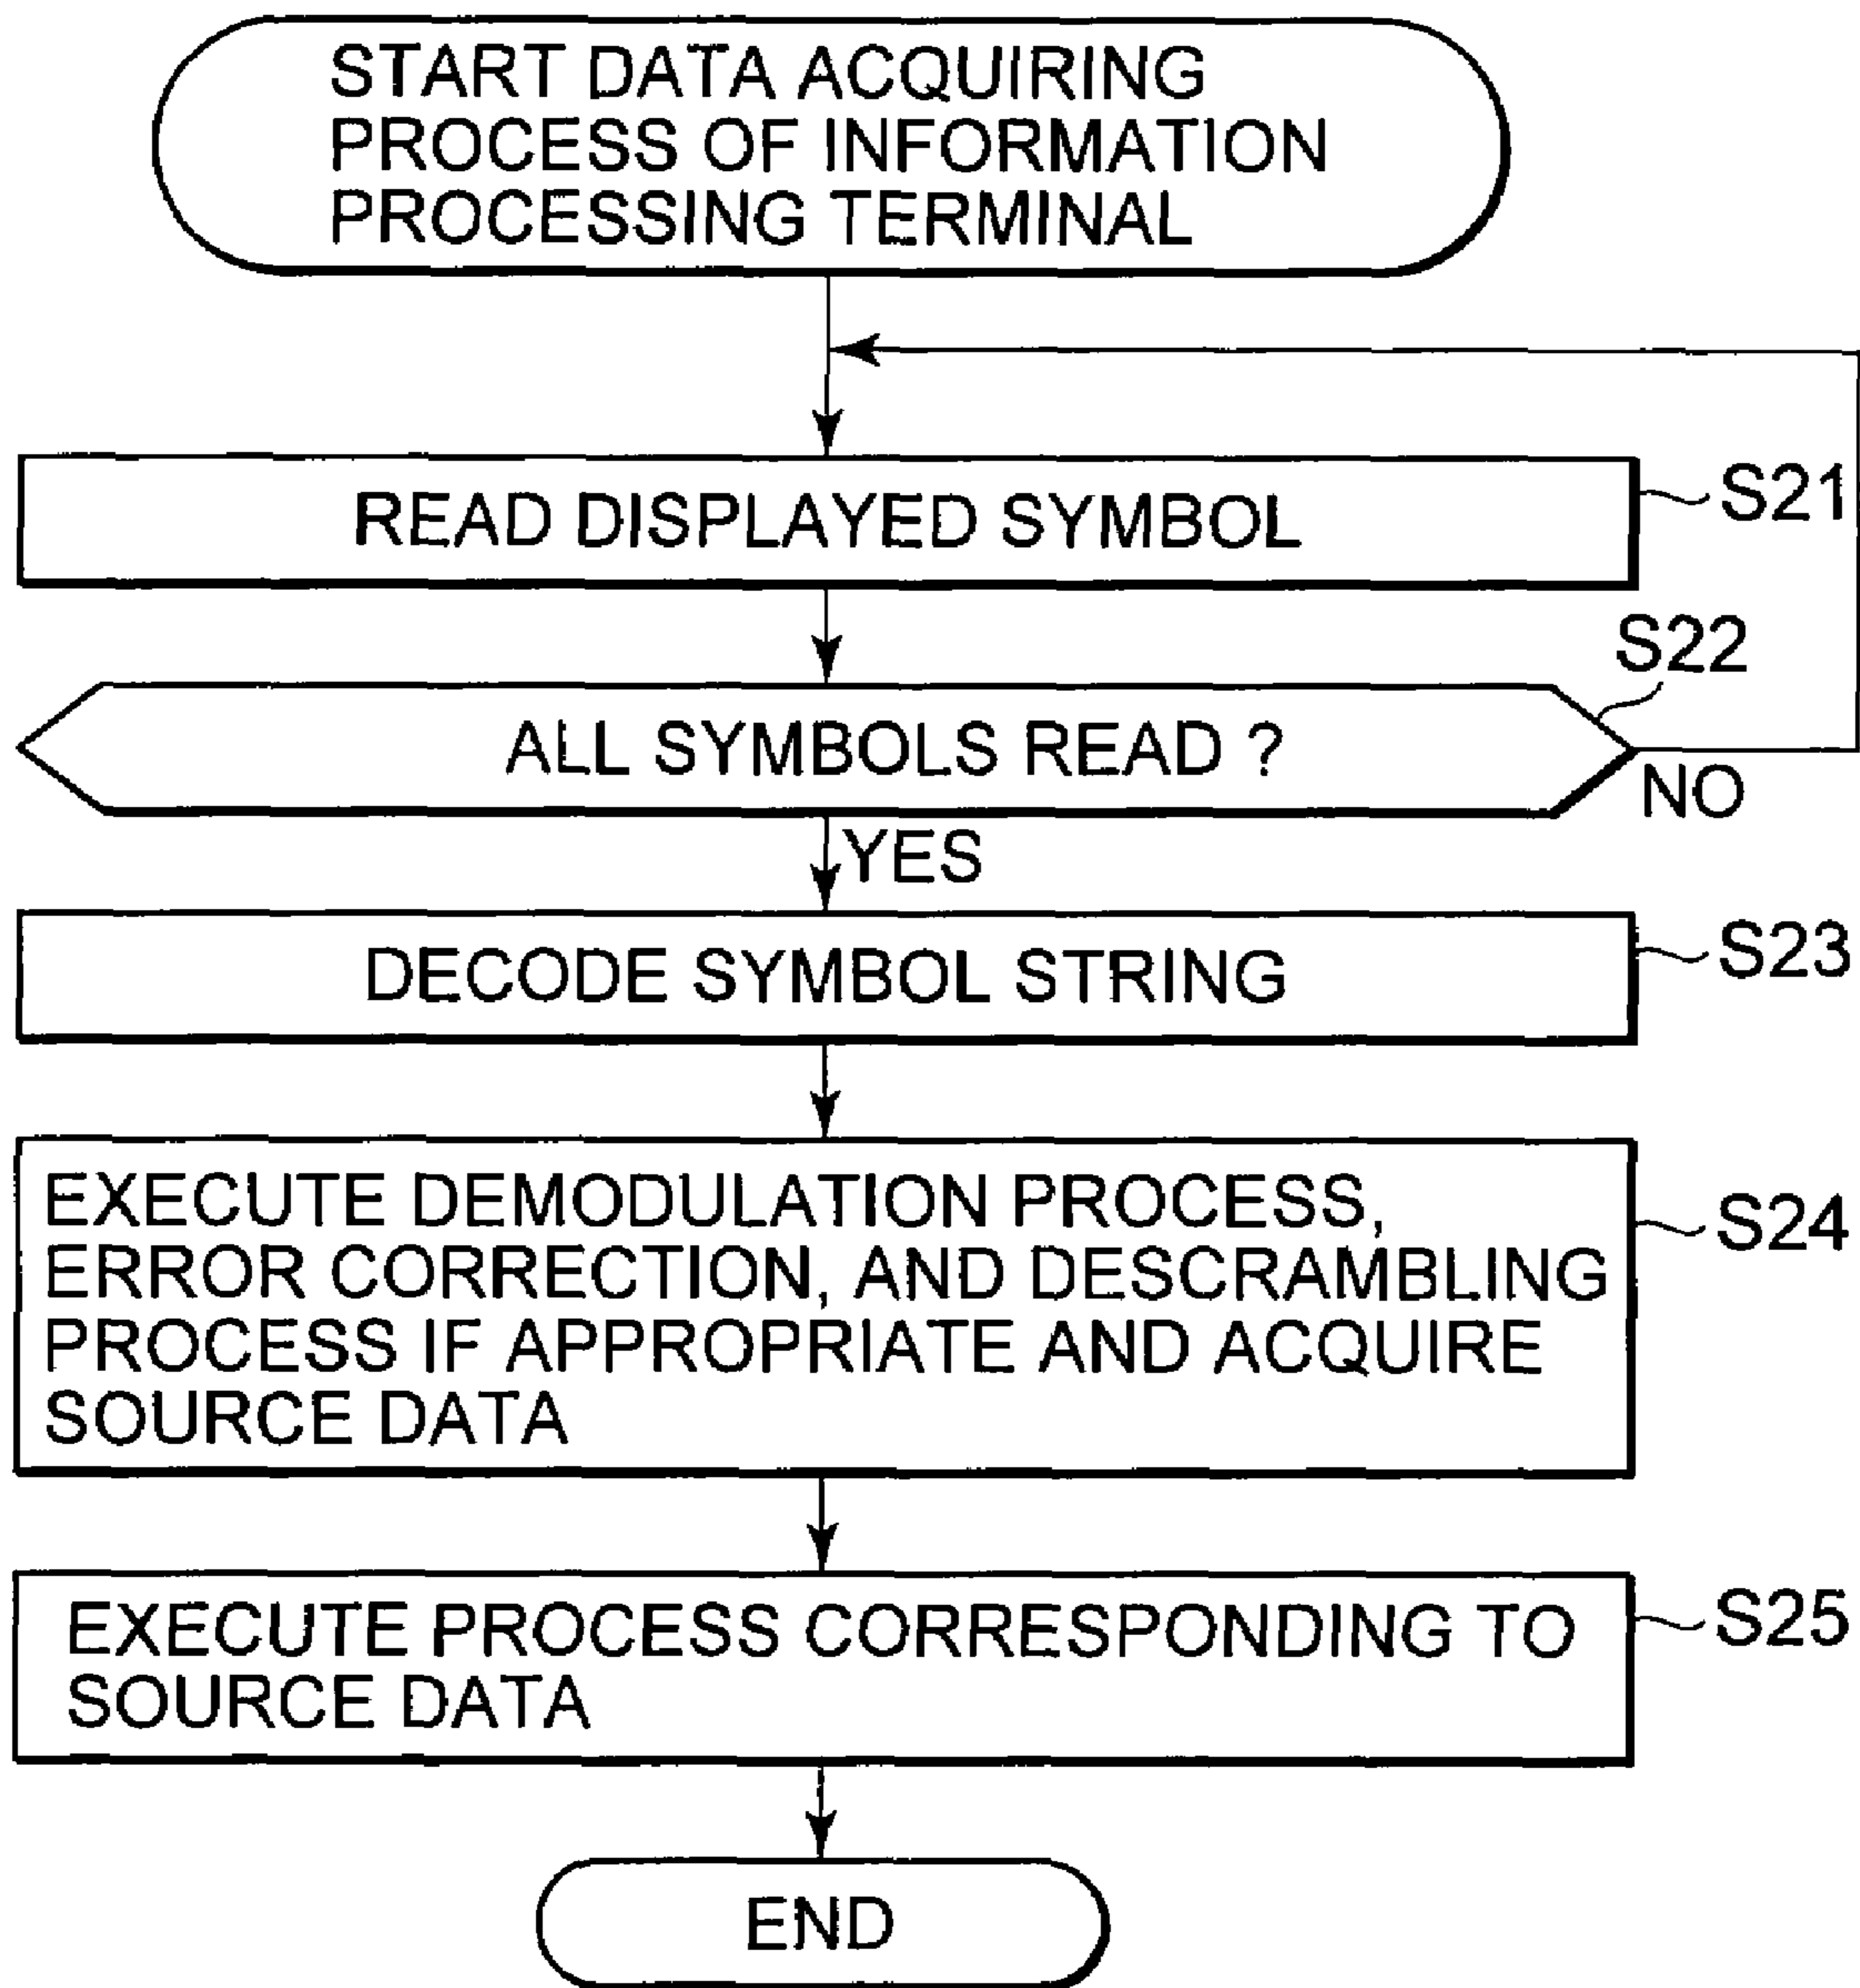 START DATA ACQUIRING
PROCESS OF INFORMATION
PROCESSING TERMINAL
READ DISPLAYED SYMBOL
S21
S22
ALL SYMBOLS READ ?
NO
YES
DECODE SYMBOL STRING
S23
EXECUTE DEMODULATION PROCESS,
ERROR CORRECTION, AND DESCRAMBLING
PROCESS IF APPROPRIATE AND ACQUIRE
SOURCE DATA
S24
EXECUTE PROCESS CORRESPONDING TO
SOURCE DATA
S25
END